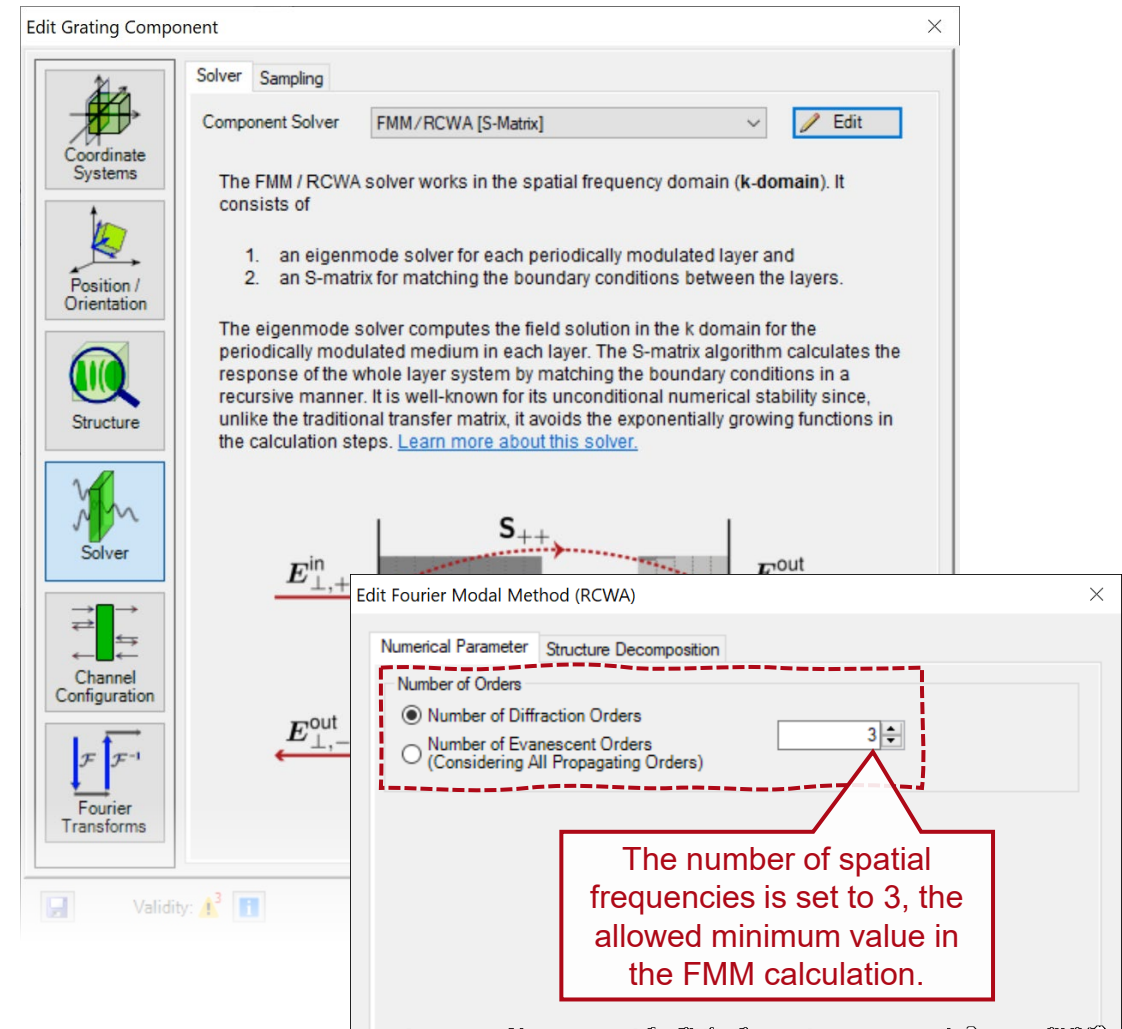 Edit Grating Component
Coordinate
Systems
Position /
Orientation
Structure
Solver
Channel
Configuration
Fourier
Transforms
Solver Sampling
Component Solver FMM/RCWA [S-Matrix] Edit
The FMM / RCWA solver works in the spatial frequency domain (k-domain). It
consists of
1. an eigenmode solver for each periodically modulated layer and
2. an S-matrix for matching the boundary conditions between the layers.
The eigenmode solver computes the field solution in the k domain for the
periodically modulated medium in each layer. The S-matrix algorithm calculates the
response of the whole layer system by matching the boundary conditions in a
recursive manner. It is well-known for its unconditional numerical stability since,
unlike the traditional transfer matrix, it avoids the exponentially growing functions in
the calculation steps. Learn more about this solver.
S++
E in ⊥,+
E out
E out ⊥,−
F F-1
Validity: 3
Edit Fourier Modal Method (RCWA)
Numerical Parameter Structure Decomposition
Number of Orders
Number of Diffraction Orders
Number of Evanescent Orders
(Considering All Propagating Orders)
3
The number of spatial
frequencies is set to 3, the
allowed minimum value in
the FMM calculation.